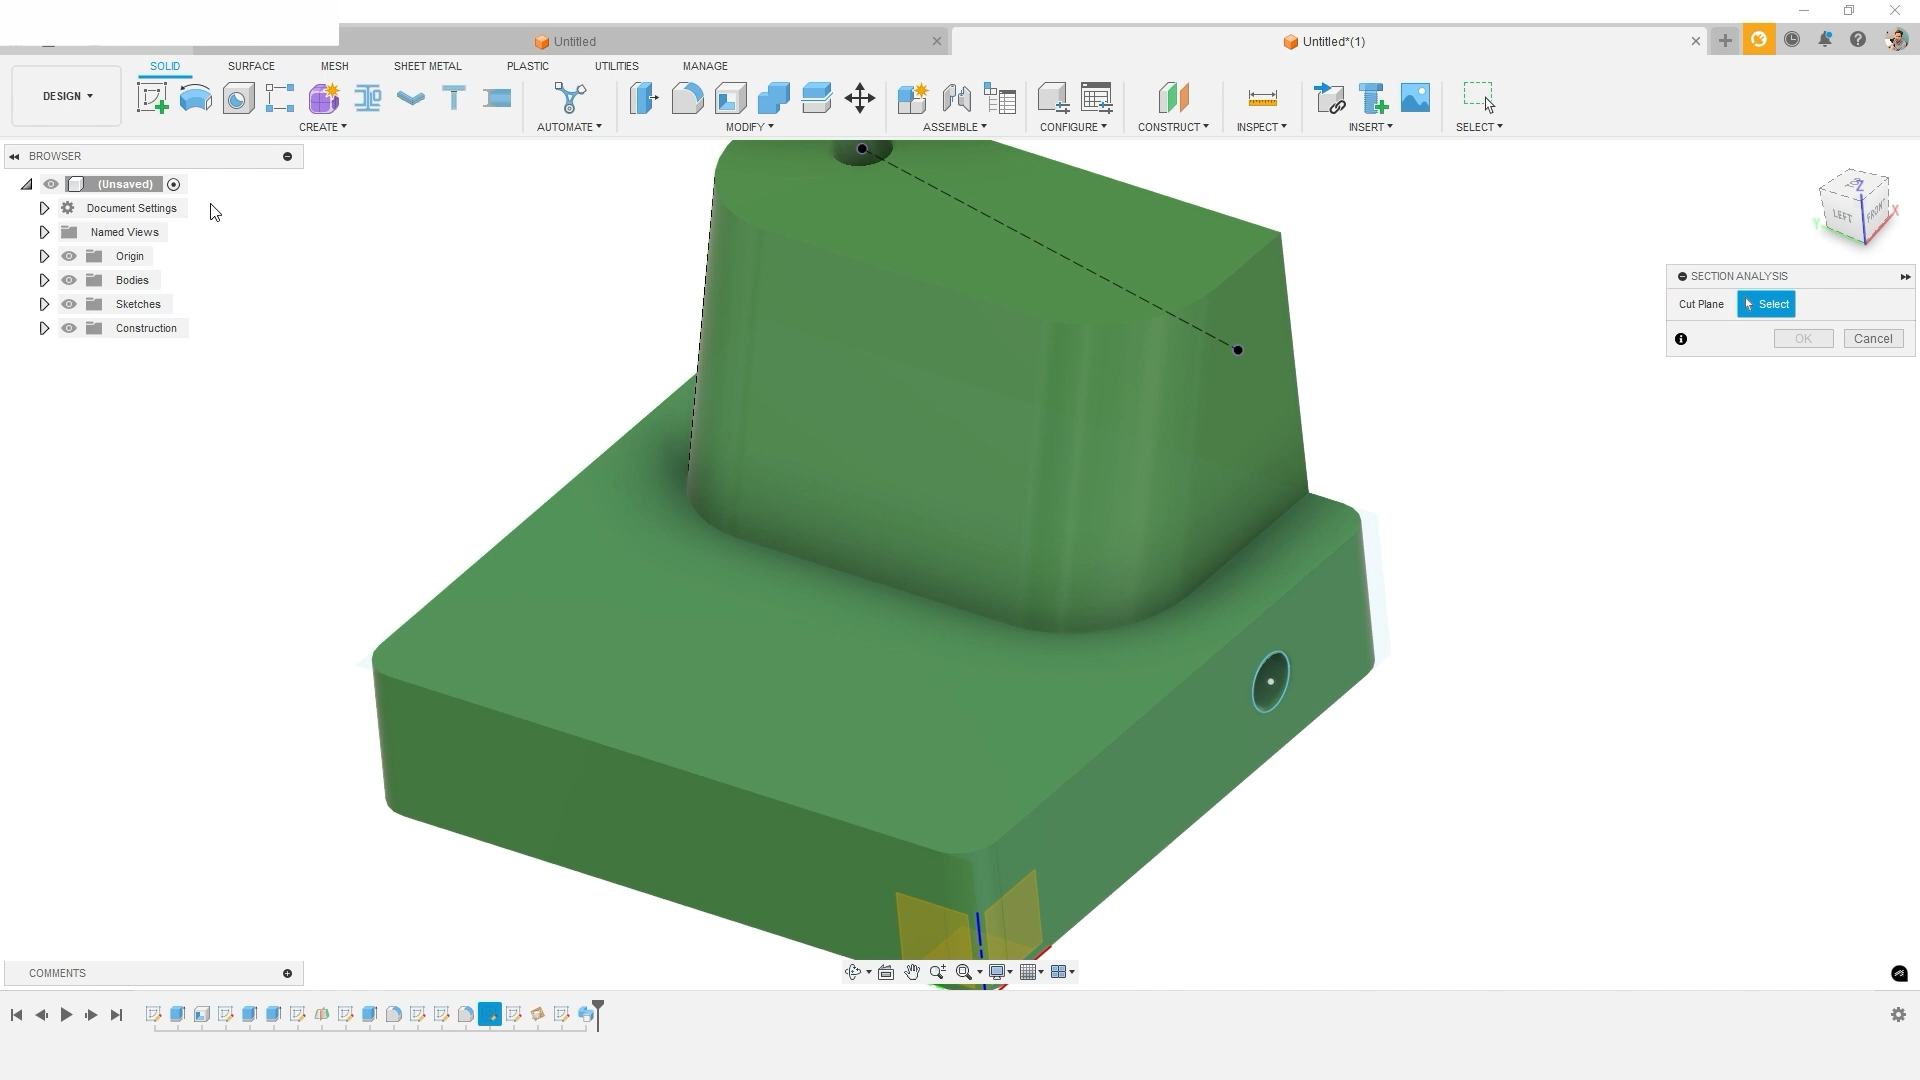 Untitled
Untitled*(1)
SOLID SURFACE MESH SHEET METAL PLASTIC UTILITIES MANAGE
DESIGN
CREATE AUTOMATE MODIFY ASSEMBLE CONFIGURE CONSTRUCT INSPECT INSERT SELECT
BROWSER
(Unsaved)
Document Settings
Named Views
Origin
Bodies
Sketches
Construction
Z
LEFT
FRONT
X
Y
SECTION ANALYSIS
Cut Plane Select
OK Cancel
COMMENTS